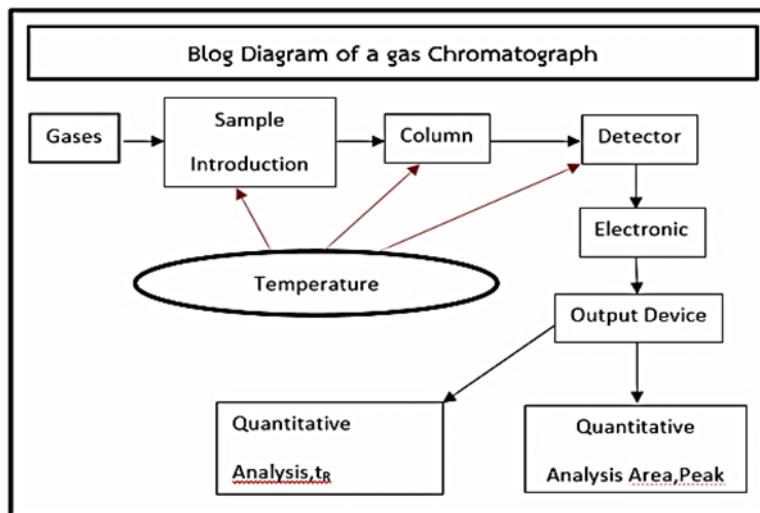 Blog Diagram of a gas Chromatograph
Gases
Sample
Introduction
Column
Detector
Electronic
Temperature
Output Device
Quantitative
Analysis,tR
Quantitative
Analysis Area,Peak